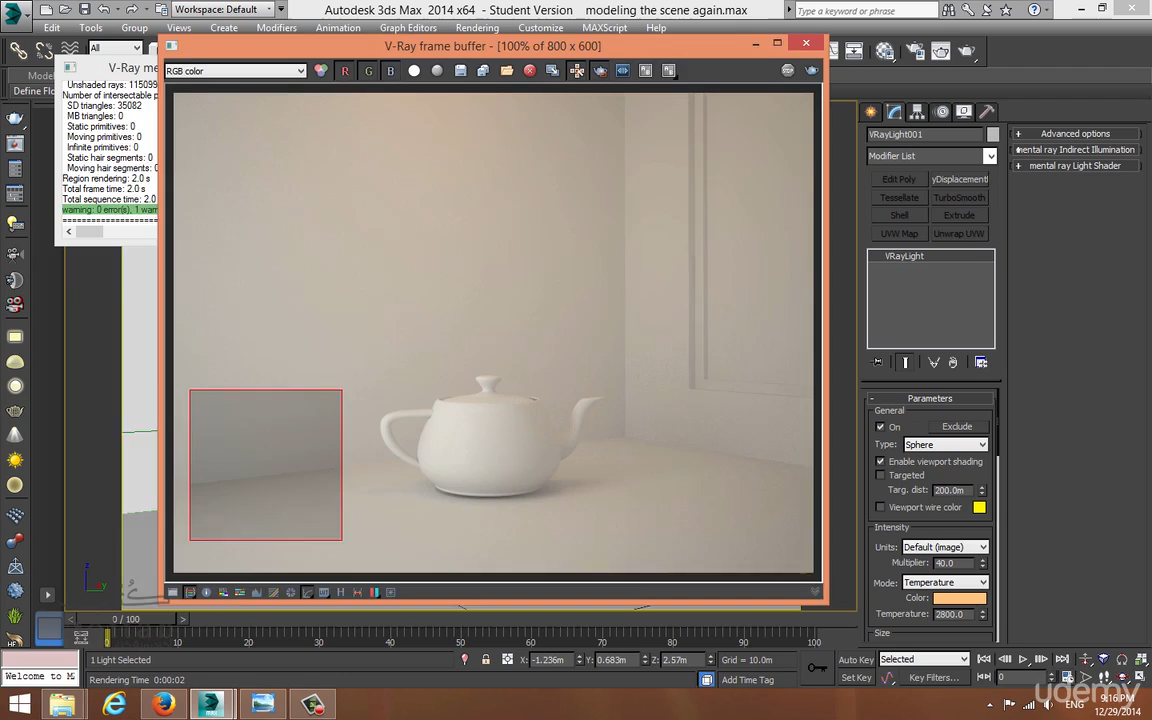 Workspace: Default
Autodesk 3ds Max  2014 x64  - Student Version    modeling the scene again.max
Type a keyword or phrase
Edit
Tools
Group
Modifiers
Animation
Graph Editors
Rendering
Customize
MAXScript
Help
All
V-Ray frame buffer - [100% of 800 x 600]
RGB color
R
G
B
V-Ray me
Unshaded rays: 115099
Number of intersectable p
SD triangles: 35082
MB triangles: 0
Static primitives: 0
Moving primitives: 0
Infinite primitives: 0
Static hair segments: 0
Moving hair segments: 0
Region rendering: 2.0 s
Total frame time: 2.0 s
Total sequence time: 2.0
warning: 0 error(s), 1 warn
VRayLight001
Modifier List
Edit Poly
yDisplacementl
Tessellate
TurboSmooth
Shell
Extrude
UVW Map
Unwrap UVW
VRayLight
Advanced options
mental ray Indirect Illumination
mental ray Light Shader
Parameters
General
On
Exclude
Type:
Sphere
Enable viewport shading
Targeted
Targ. dist:
200.0m
Viewport wire color
Intensity
Units:
Default (image)
Multiplier:
40.0
Mode:
Temperature
Color:
Temperature:
2800.0
Size
H
z
y
0 / 100
0
10
20
30
40
50
60
70
80
90
100
1 Light Selected
X: -1.236m
Y: 0.683m
Z: 2.57m
Grid = 10.0m
Auto Key
Selected
Welcome to M
Rendering Time  0:00:02
Add Time Tag
Set Key
Key Filters...
0
udemy
ENG
9:16 PM
12/29/2014